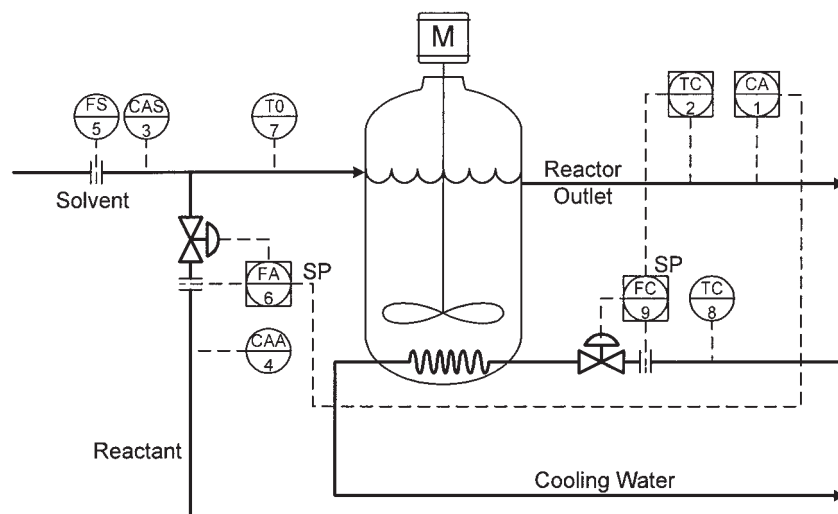 M
FS
5
CAS
3
T0
7
TC
2
CA
1
Solvent
Reactor
Outlet
FA
6
SP
SP
FC
9
TC
8
CAA
4
Reactant
Cooling Water